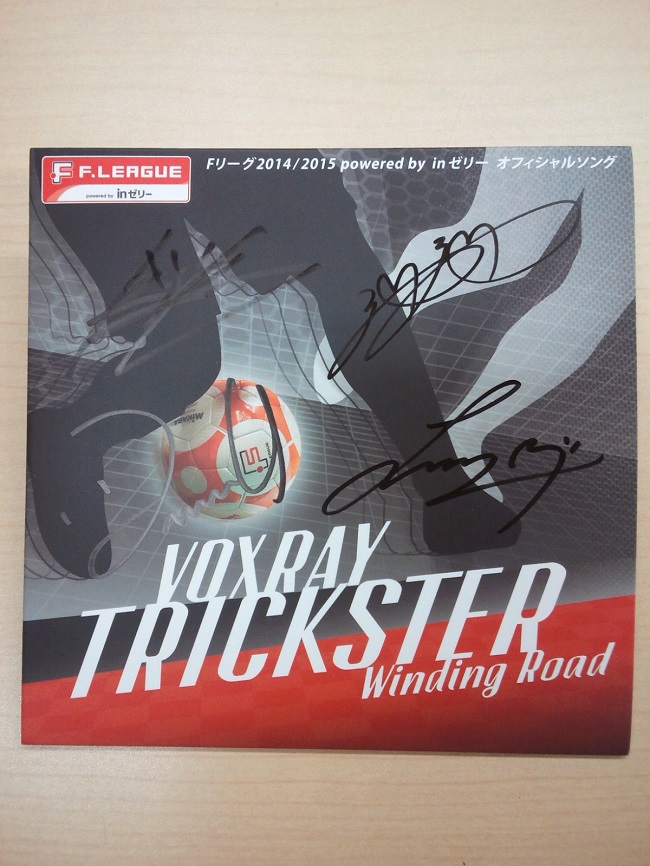 F.LEAGUE
powered by inゼリー
Fリーグ2014/2015 powered by inゼリー オフィシャルソング
MIKASA
VOXRAY
TRICKSTER
Winding Road